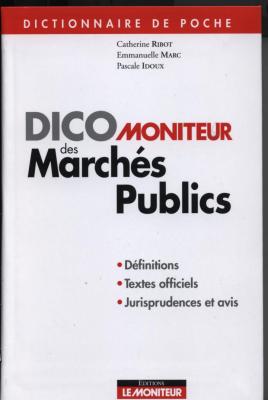 DICTIONNAIRE DE POCHE
Catherine RIBOT
Emmanuelle MARC
Pascale IDOUX
DICO MONITEUR
des Marchés
Publics
• Définitions
• Textes officiels
• Jurisprudences et avis
EDITIONS
LE MONITEUR